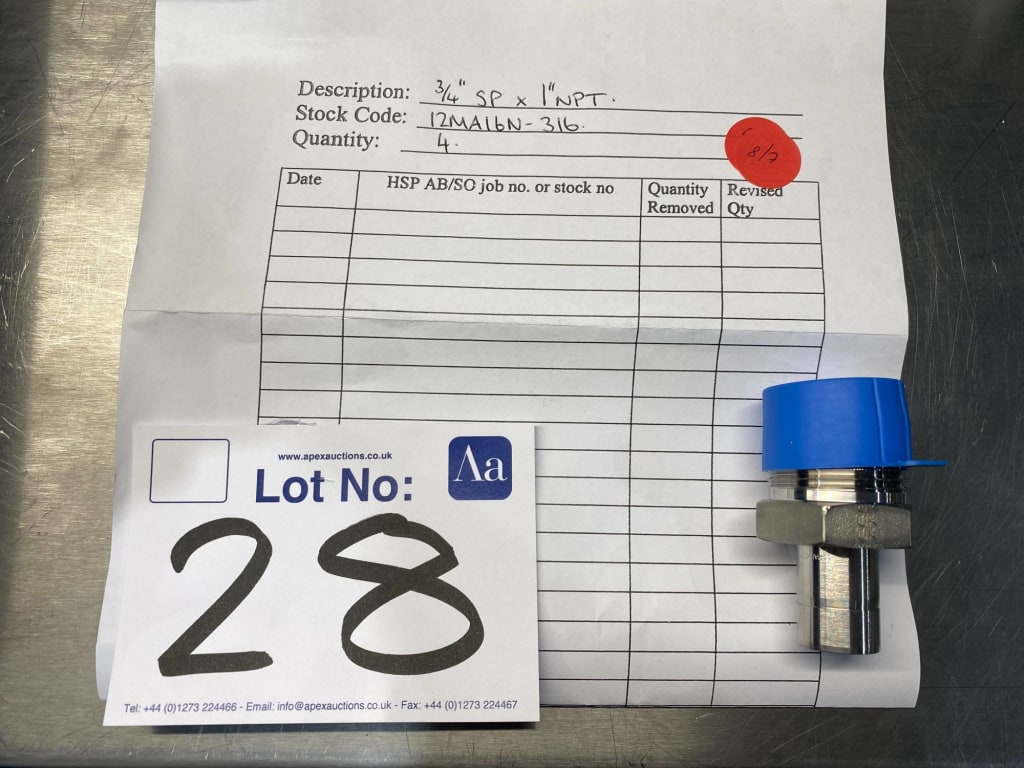 Description: 3/4" SP x 1" NPT.
Stock Code: 12MA16N-316.
Quantity: 4.
8/7
Date HSP AB/SO job no. or stock no Quantity Removed Revised Qty
www.apexauctions.co.uk
Lot No:
Aa
28
Tel: +44 (0)1273 224466 - Email: info@apexauctions.co.uk - Fax: +44 (0)1273 224467